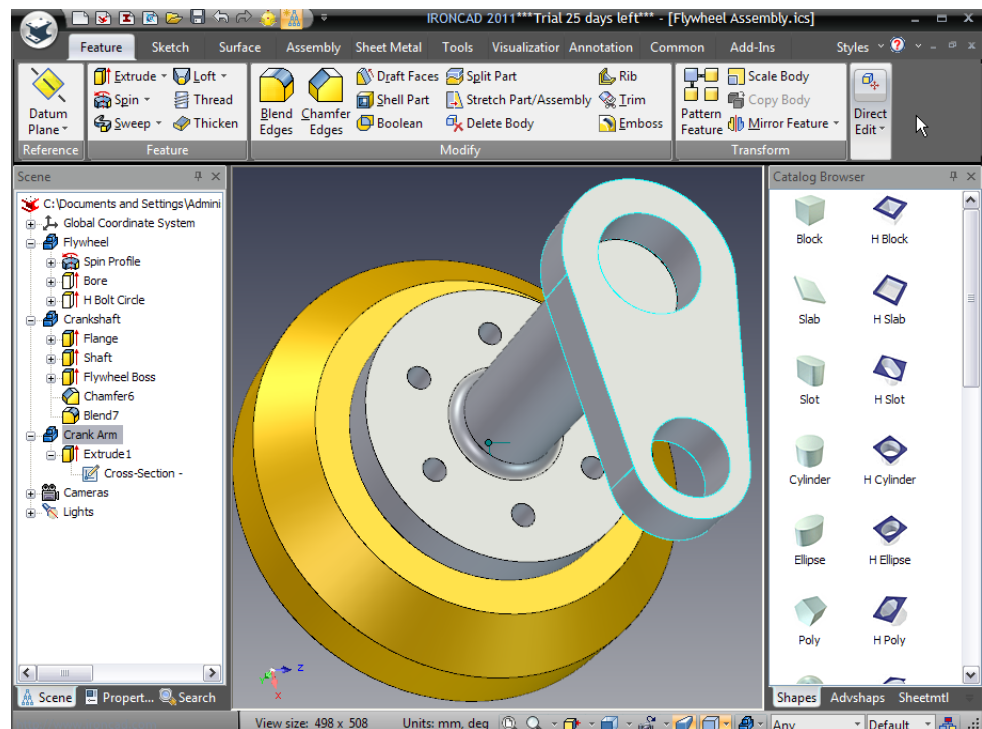 IRONCAD 2011***Trial 25 days left*** - [Flywheel Assembly.ics]
Feature Sketch Surface Assembly Sheet Metal Tools Visualization Annotation Common Add-Ins Styles
Extrude Loft Draft Faces Split Part Rib Scale Body
Spin Thread Shell Part Stretch Part/Assembly Trim Copy Body
Sweep Thicken Boolean Delete Body Emboss Mirror Feature
Datum Plane
Blend Edges
Chamfer Edges
Pattern Feature
Direct Edit
Reference Feature Modify Transform
Scene
C:\Documents and Settings\Admini
Global Coordinate System
Flywheel
Spin Profile
Bore
H Bolt Circle
Crankshaft
Flange
Shaft
Flywheel Boss
Chamfer6
Blend7
Crank Arm
Extrude1
Cross-Section -
Cameras
Lights
Scene Propert... Search
Z
X
Catalog Browser
Block H Block
Slab H Slab
Slot H Slot
Cylinder H Cylinder
Ellipse H Ellipse
Poly H Poly
Shapes Advshaps Sheetmtl
View size: 498 x 508 Units: mm, deg Any Default